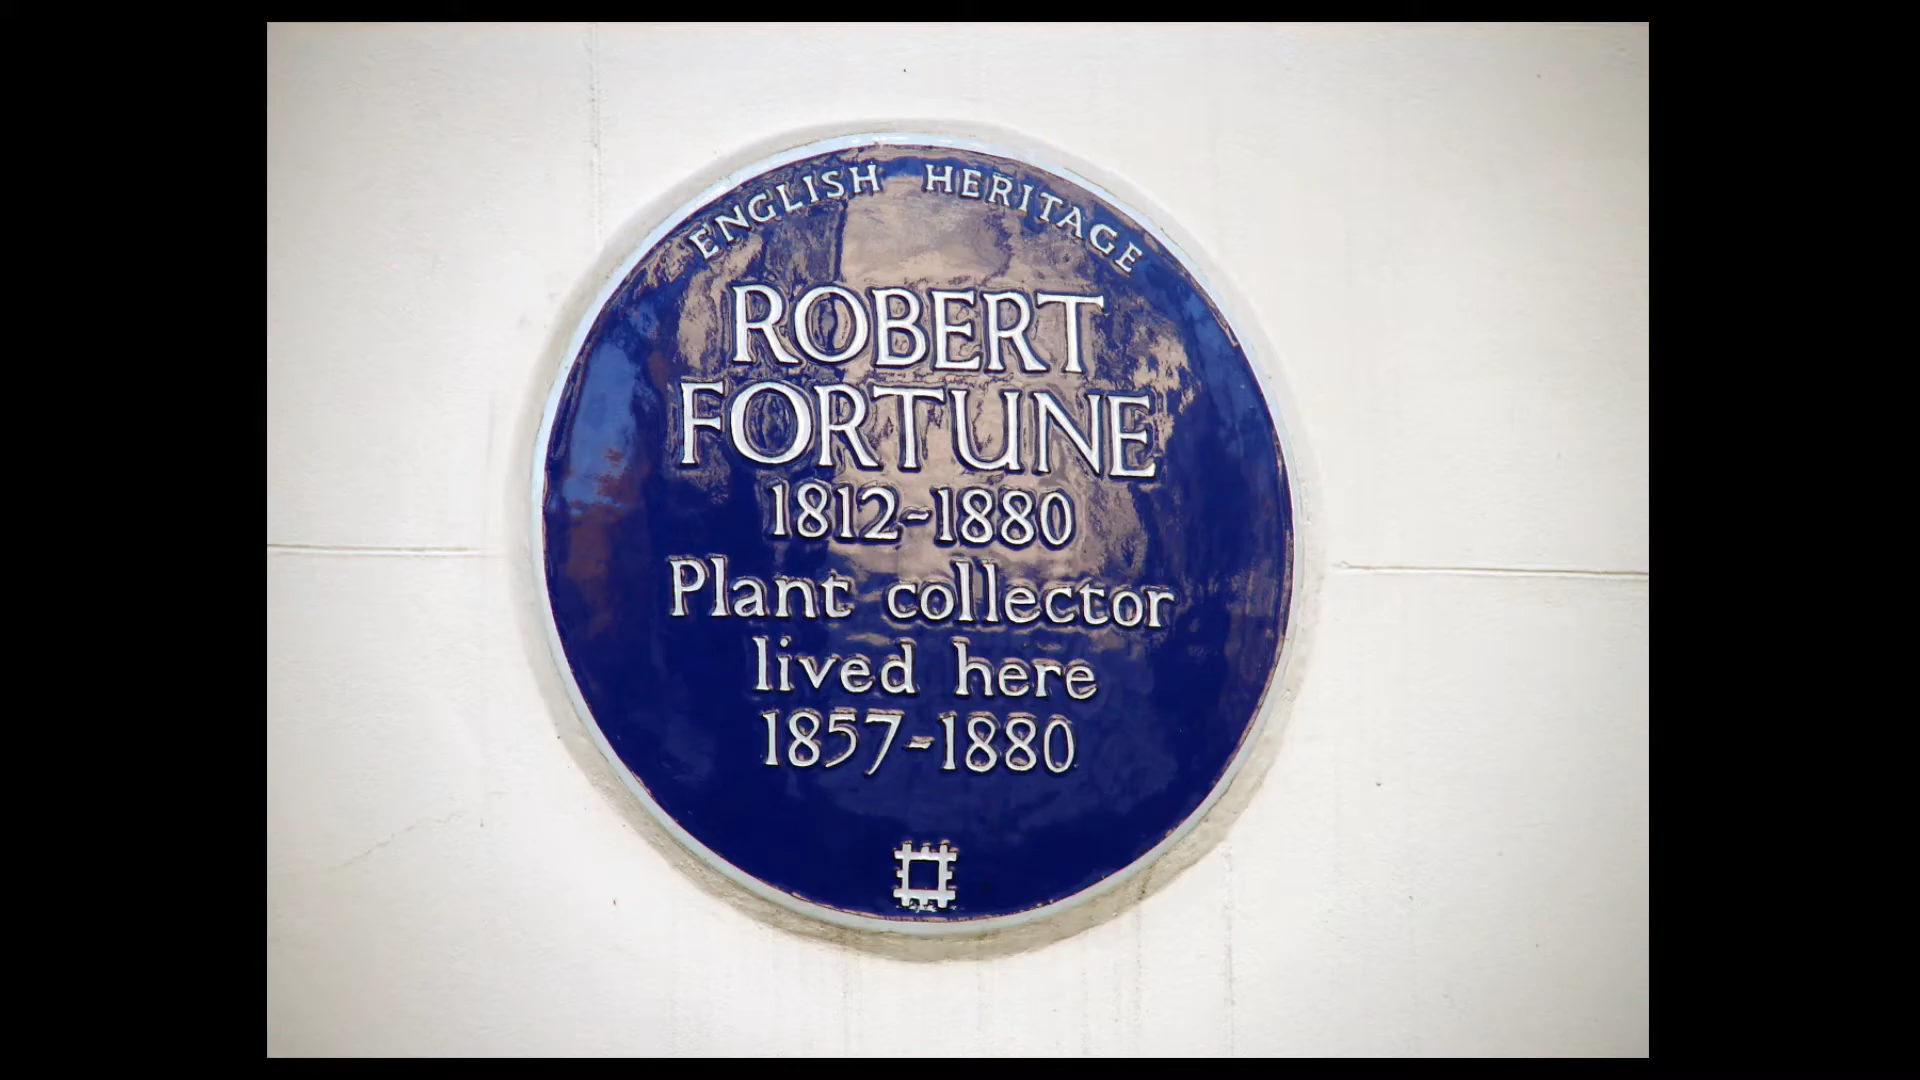 ENGLISH HERITAGE
ROBERT
FORTUNE
1812-1880
Plant collector
lived here
1857-1880